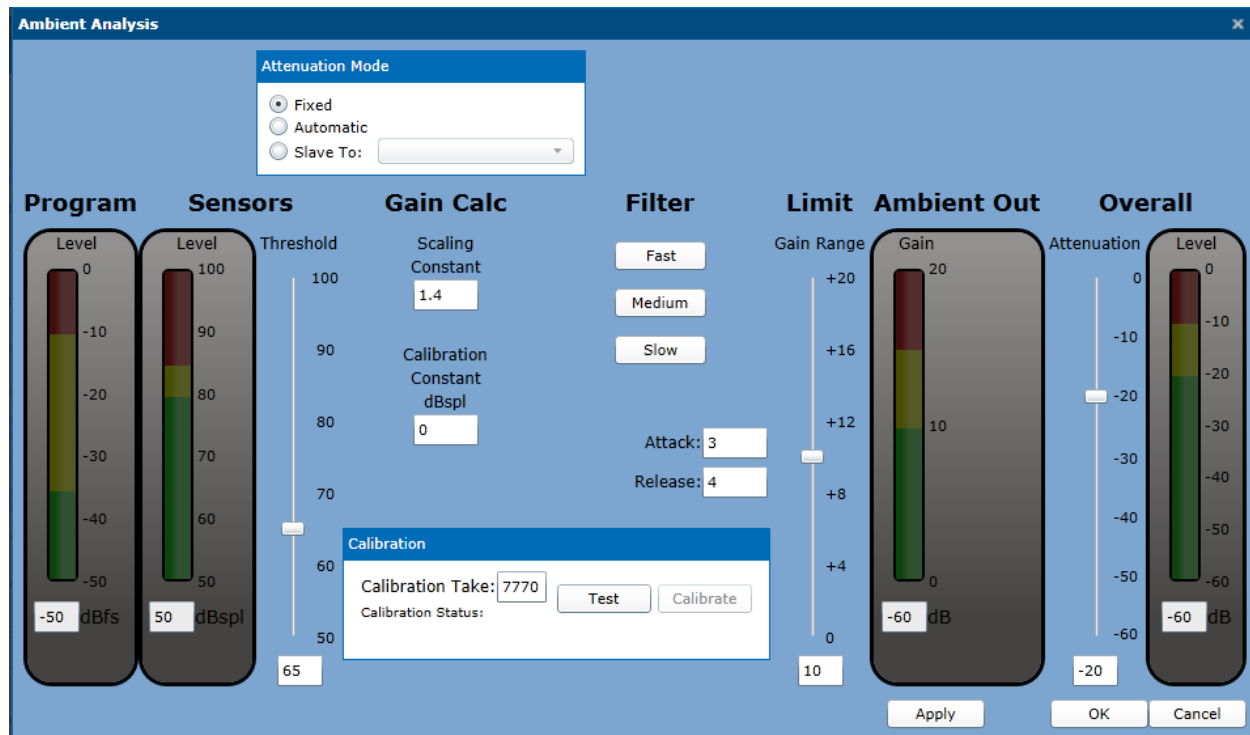 Ambient Analysis
x
Attenuation Mode
Fixed
Automatic
Slave To:
Program
Sensors
Gain Calc
Filter
Limit
Ambient Out
Overall
Level
0
-10
-20
-30
-40
-50
-50 dBfs
Level
100
90
80
70
60
50
50 dBspl
Threshold
100
90
80
70
60
50
65
Scaling
Constant
1.4
Calibration
Constant
dBspl
0
Fast
Medium
Slow
Attack: 3
Release: 4
Calibration
Calibration Take: 7770
Test
Calibrate
Calibration Status:
Gain Range
+20
+16
+12
+8
+4
0
10
Gain
20
10
0
-60 dB
Attenuation
0
-10
-20
-30
-40
-50
-60
-20
Level
0
-10
-20
-30
-40
-50
-60
-60 dB
Apply
OK
Cancel